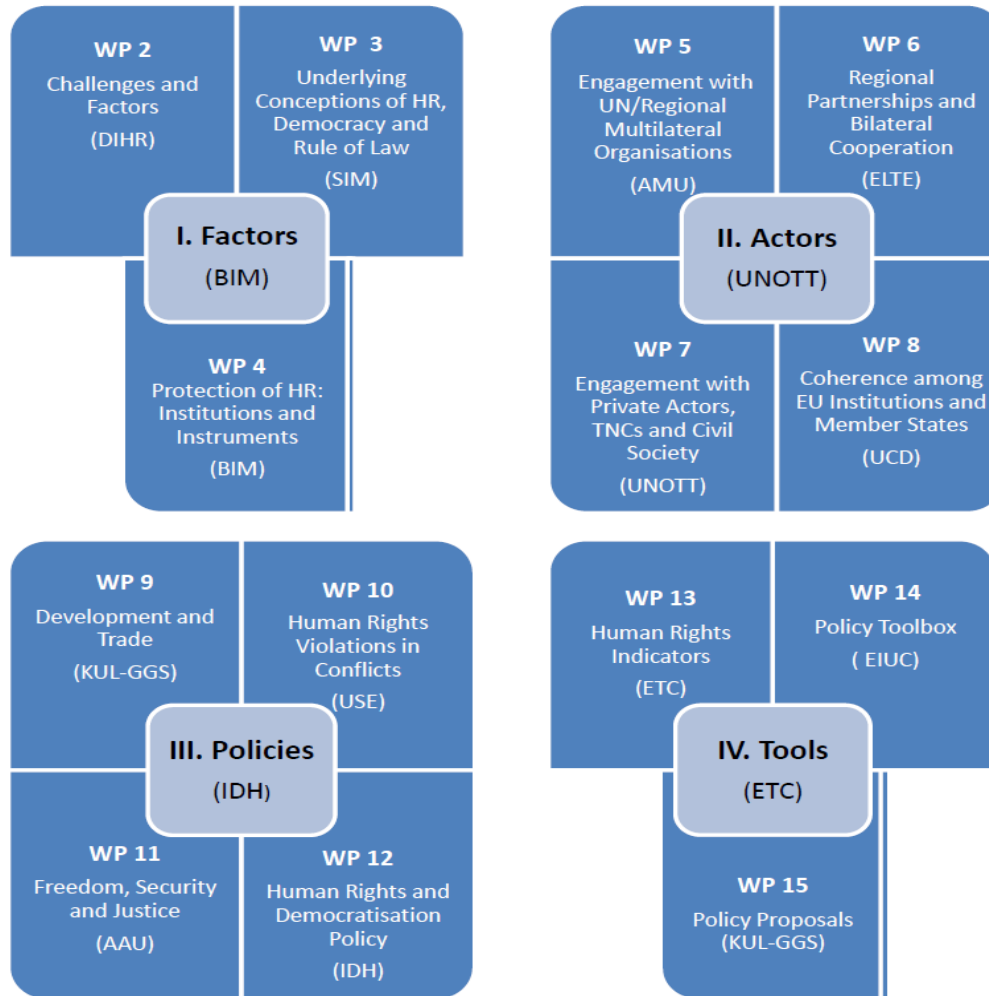 WP 2
Challenges and
Factors
(DIHR)
WP 3
Underlying
Conceptions of HR,
Democracy and
Rule of Law
(SIM)
I. Factors
(BIM)
WP 4
Protection of HR:
Institutions and
Instruments
(BIM)
WP 5
Engagement with
UN/Regional
Multilateral
Organisations
(AMU)
WP 6
Regional
Partnerships and
Bilateral
Cooperation
(ELTE)
II. Actors
(UNOTT)
WP 7
Engagement with
Private Actors,
TNCs and Civil
Society
(UNOTT)
WP 8
Coherence among
EU Institutions and
Member States
(UCD)
WP 9
Development and
Trade
(KUL-GGS)
WP 10
Human Rights
Violations in
Conflicts
(USE)
III. Policies
(IDH)
WP 11
Freedom, Security
and Justice
(AAU)
WP 12
Human Rights and
Democratisation
Policy
(IDH)
WP 13
Human Rights
Indicators
(ETC)
WP 14
Policy Toolbox
( EIUC)
IV. Tools
(ETC)
WP 15
Policy Proposals
(KUL-GGS)